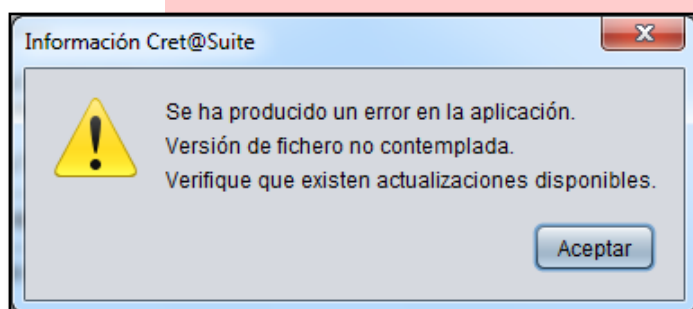 Información Cret@Suite
Se ha producido un error en la aplicación.
Versión de fichero no contemplada.
Verifique que existen actualizaciones disponibles.
Aceptar